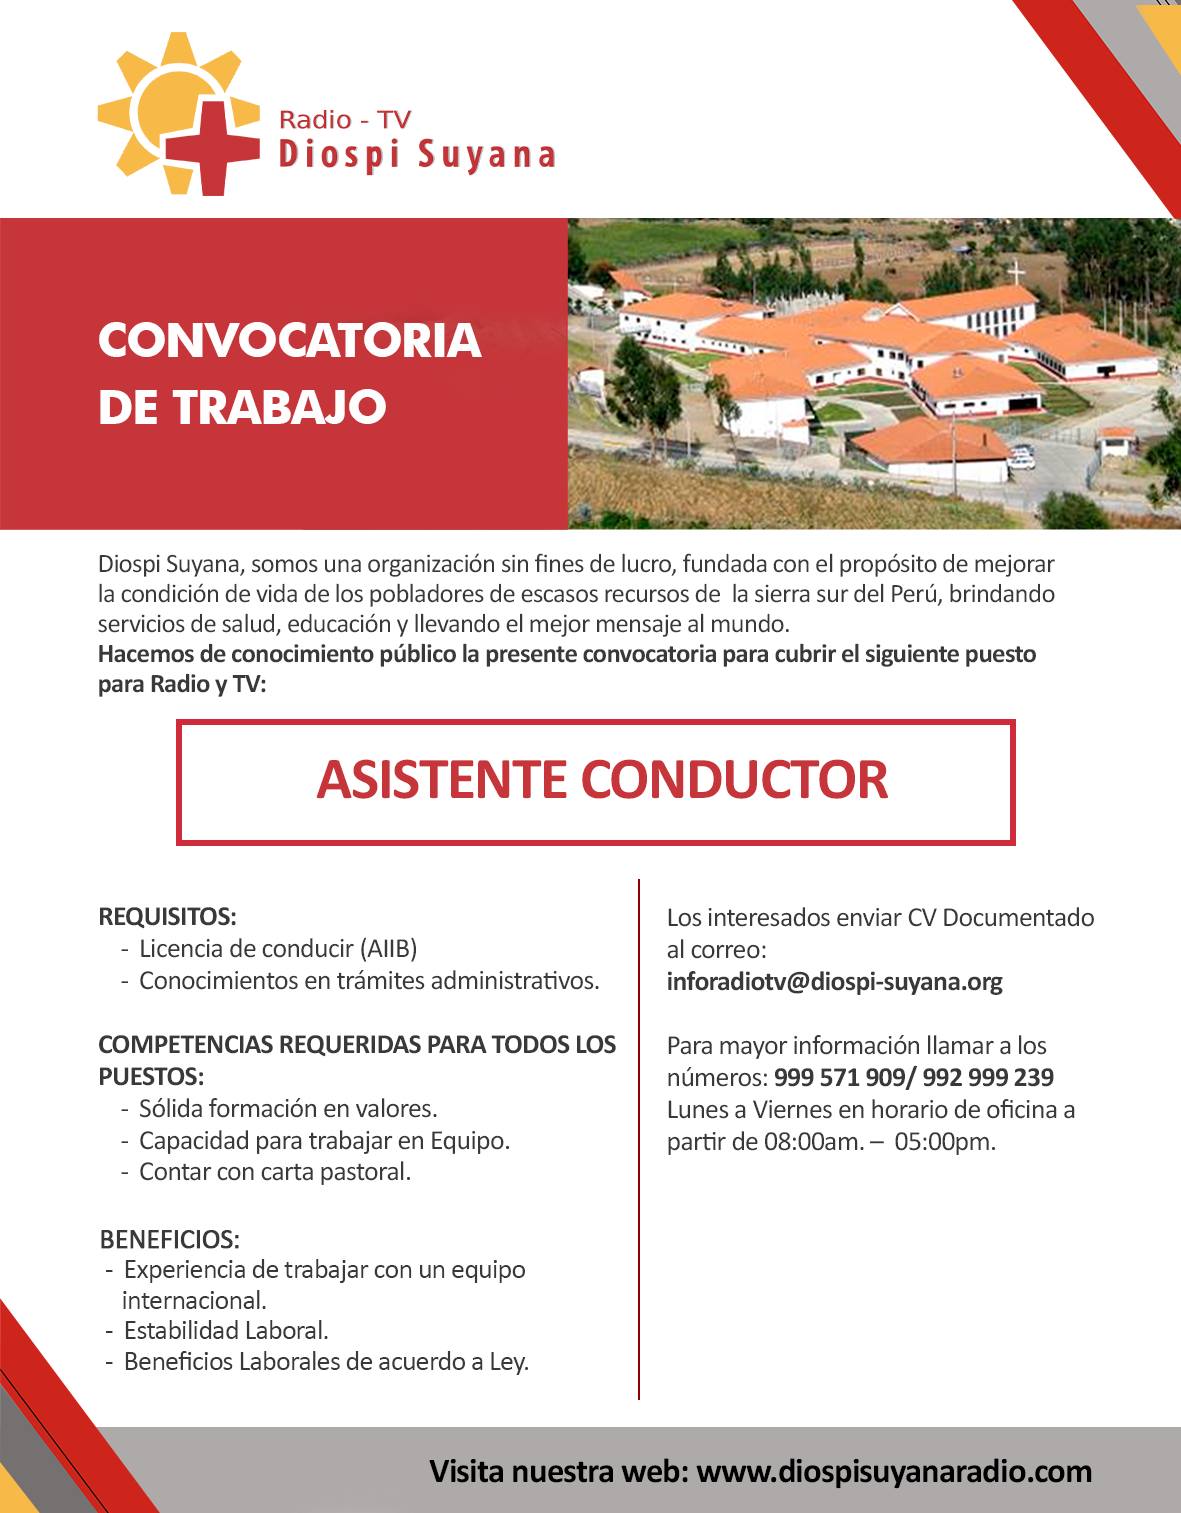 Radio - TV
Diospi Suyana
CONVOCATORIA
DE TRABAJO
Diospi Suyana, somos una organización sin fines de lucro, fundada con el propósito de mejorar
la condición de vida de los pobladores de escasos recursos de la sierra sur del Perú, brindando
servicios de salud, educación y llevando el mejor mensaje al mundo.
Hacemos de conocimiento público la presente convocatoria para cubrir el siguiente puesto
para Radio y TV:
ASISTENTE CONDUCTOR
REQUISITOS:
- Licencia de conducir (AIIB)
- Conocimientos en trámites administrativos.
COMPETENCIAS REQUERIDAS PARA TODOS LOS
PUESTOS:
- Sólida formación en valores.
- Capacidad para trabajar en Equipo.
- Contar con carta pastoral.
BENEFICIOS:
- Experiencia de trabajar con un equipo
internacional.
- Estabilidad Laboral.
- Beneficios Laborales de acuerdo a Ley.
Los interesados enviar CV Documentado
al correo:
inforadiotv@diospi-suyana.org
Para mayor información llamar a los
números: 999 571 909/ 992 999 239
Lunes a Viernes en horario de oficina a
partir de 08:00am. – 05:00pm.
Visita nuestra web: www.diospisuyanaradio.com